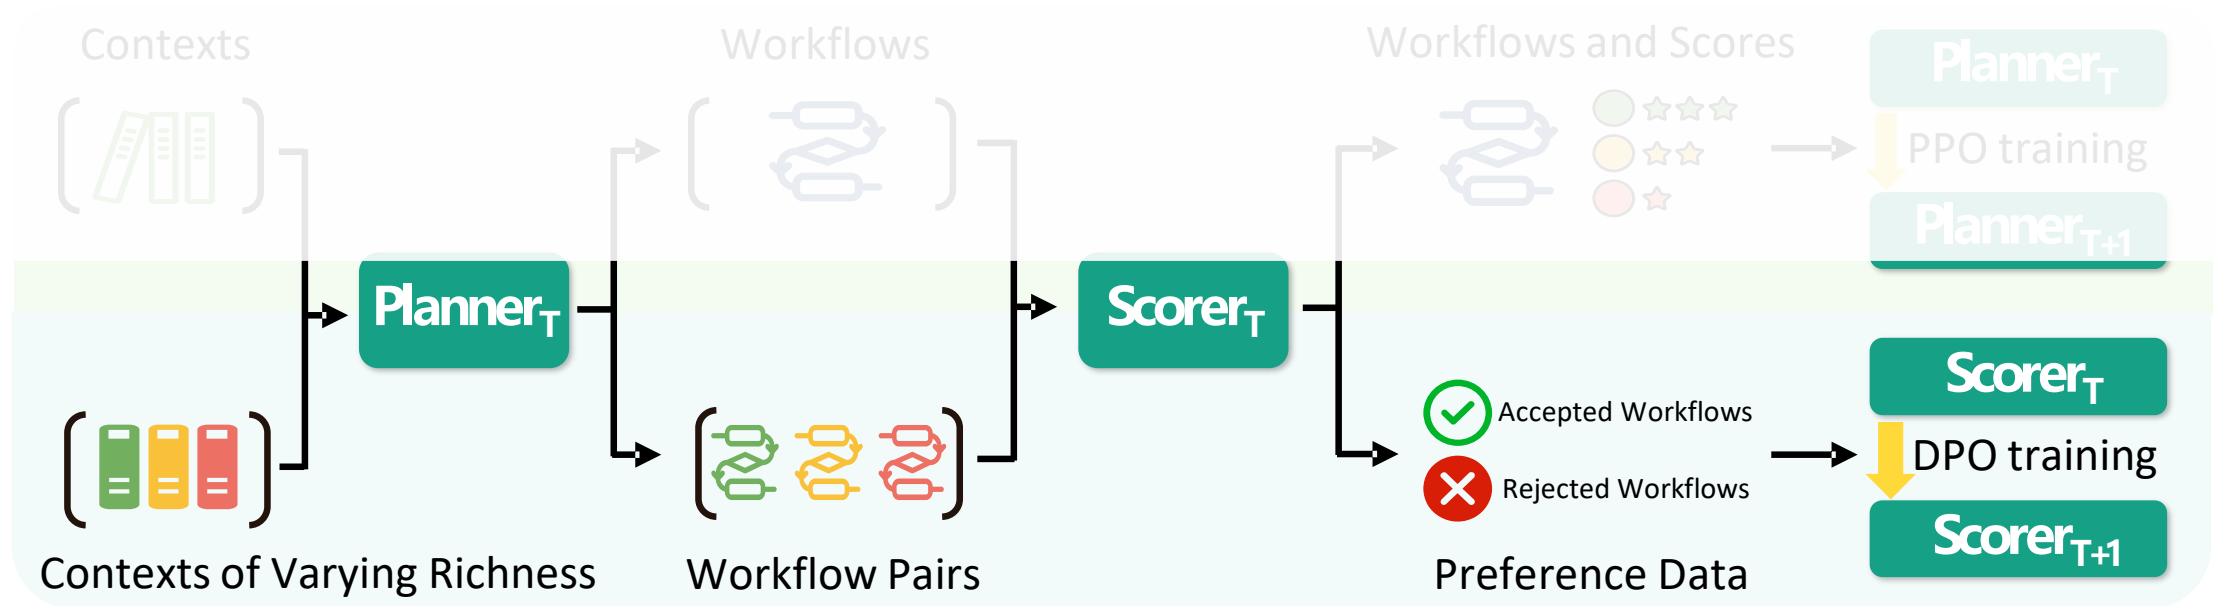 Contexts
Workflows
Workflows and Scores
PlannerT
PPO training
PlannerT+1
PlannerT
ScorerT
ScorerT
DPO training
ScorerT+1
Accepted Workflows
Rejected Workflows
Contexts of Varying Richness
Workflow Pairs
Preference Data